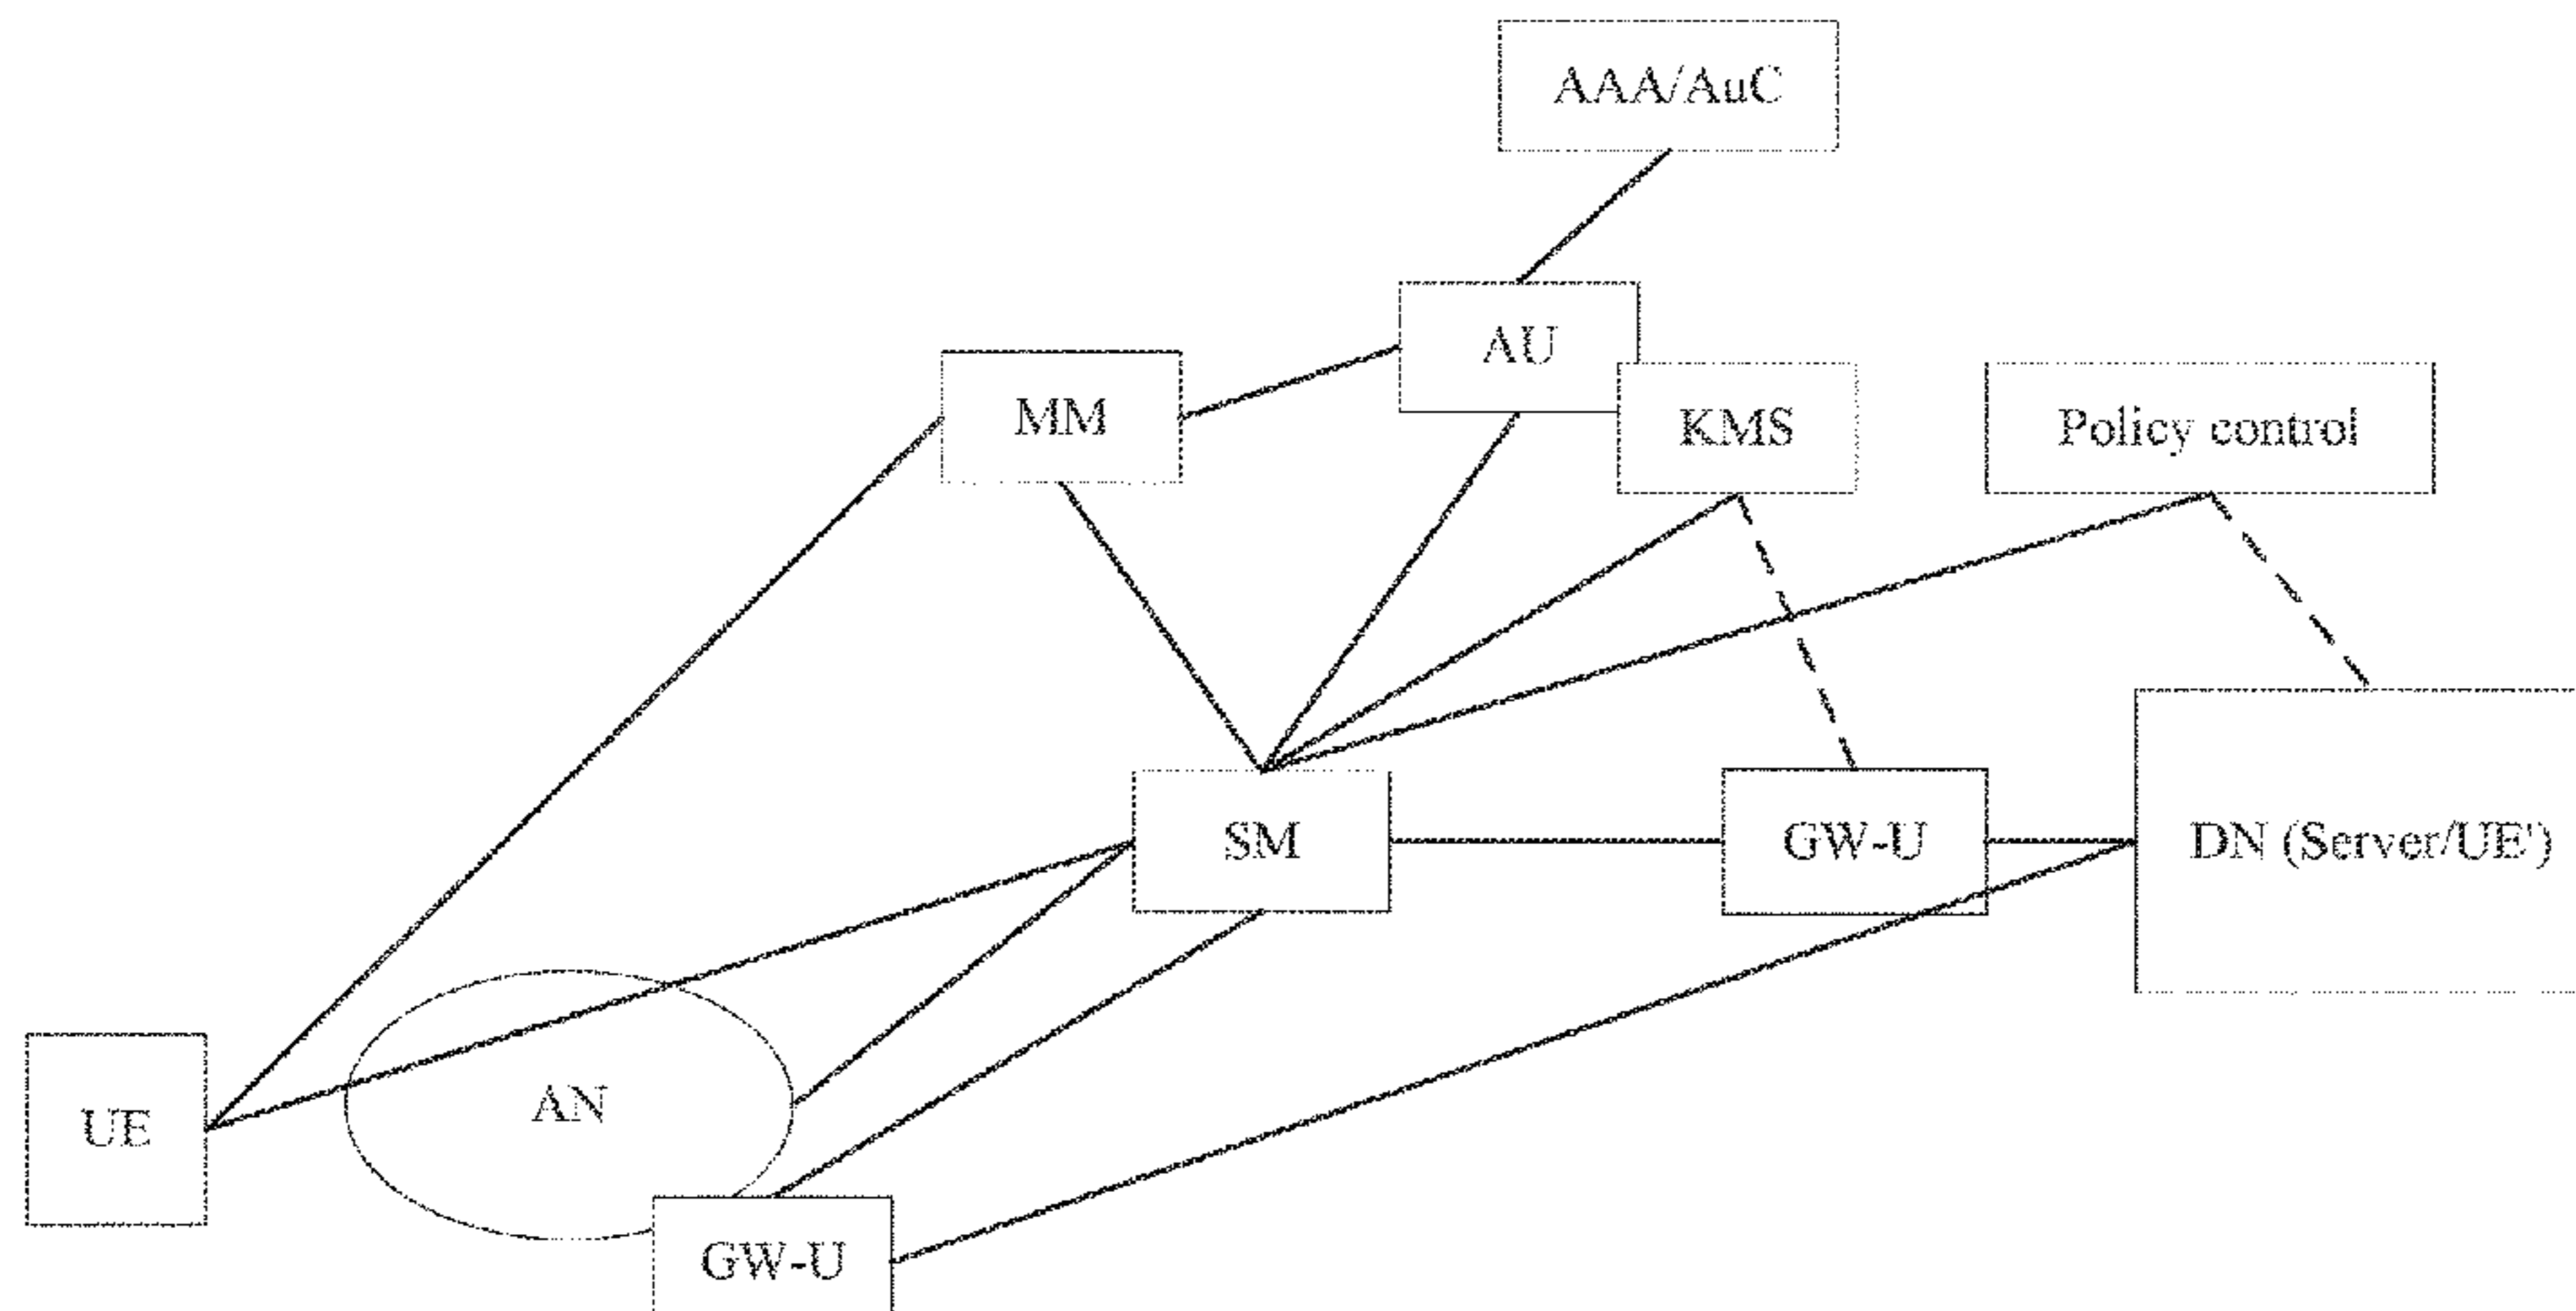 AAA/AuC
AU
MM
KMS
Policy control
SM
GW-U
DN (Server/UE')
UE
AN
GW-U